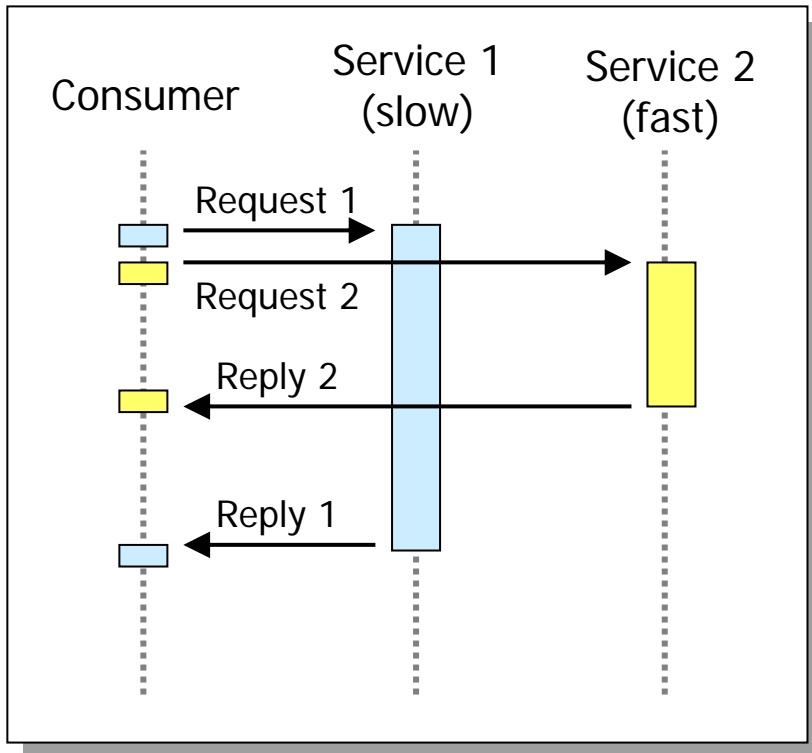 Consumer
Service 1
(slow)
Service 2
(fast)
Request 1
Request 2
Reply 2
Reply 1